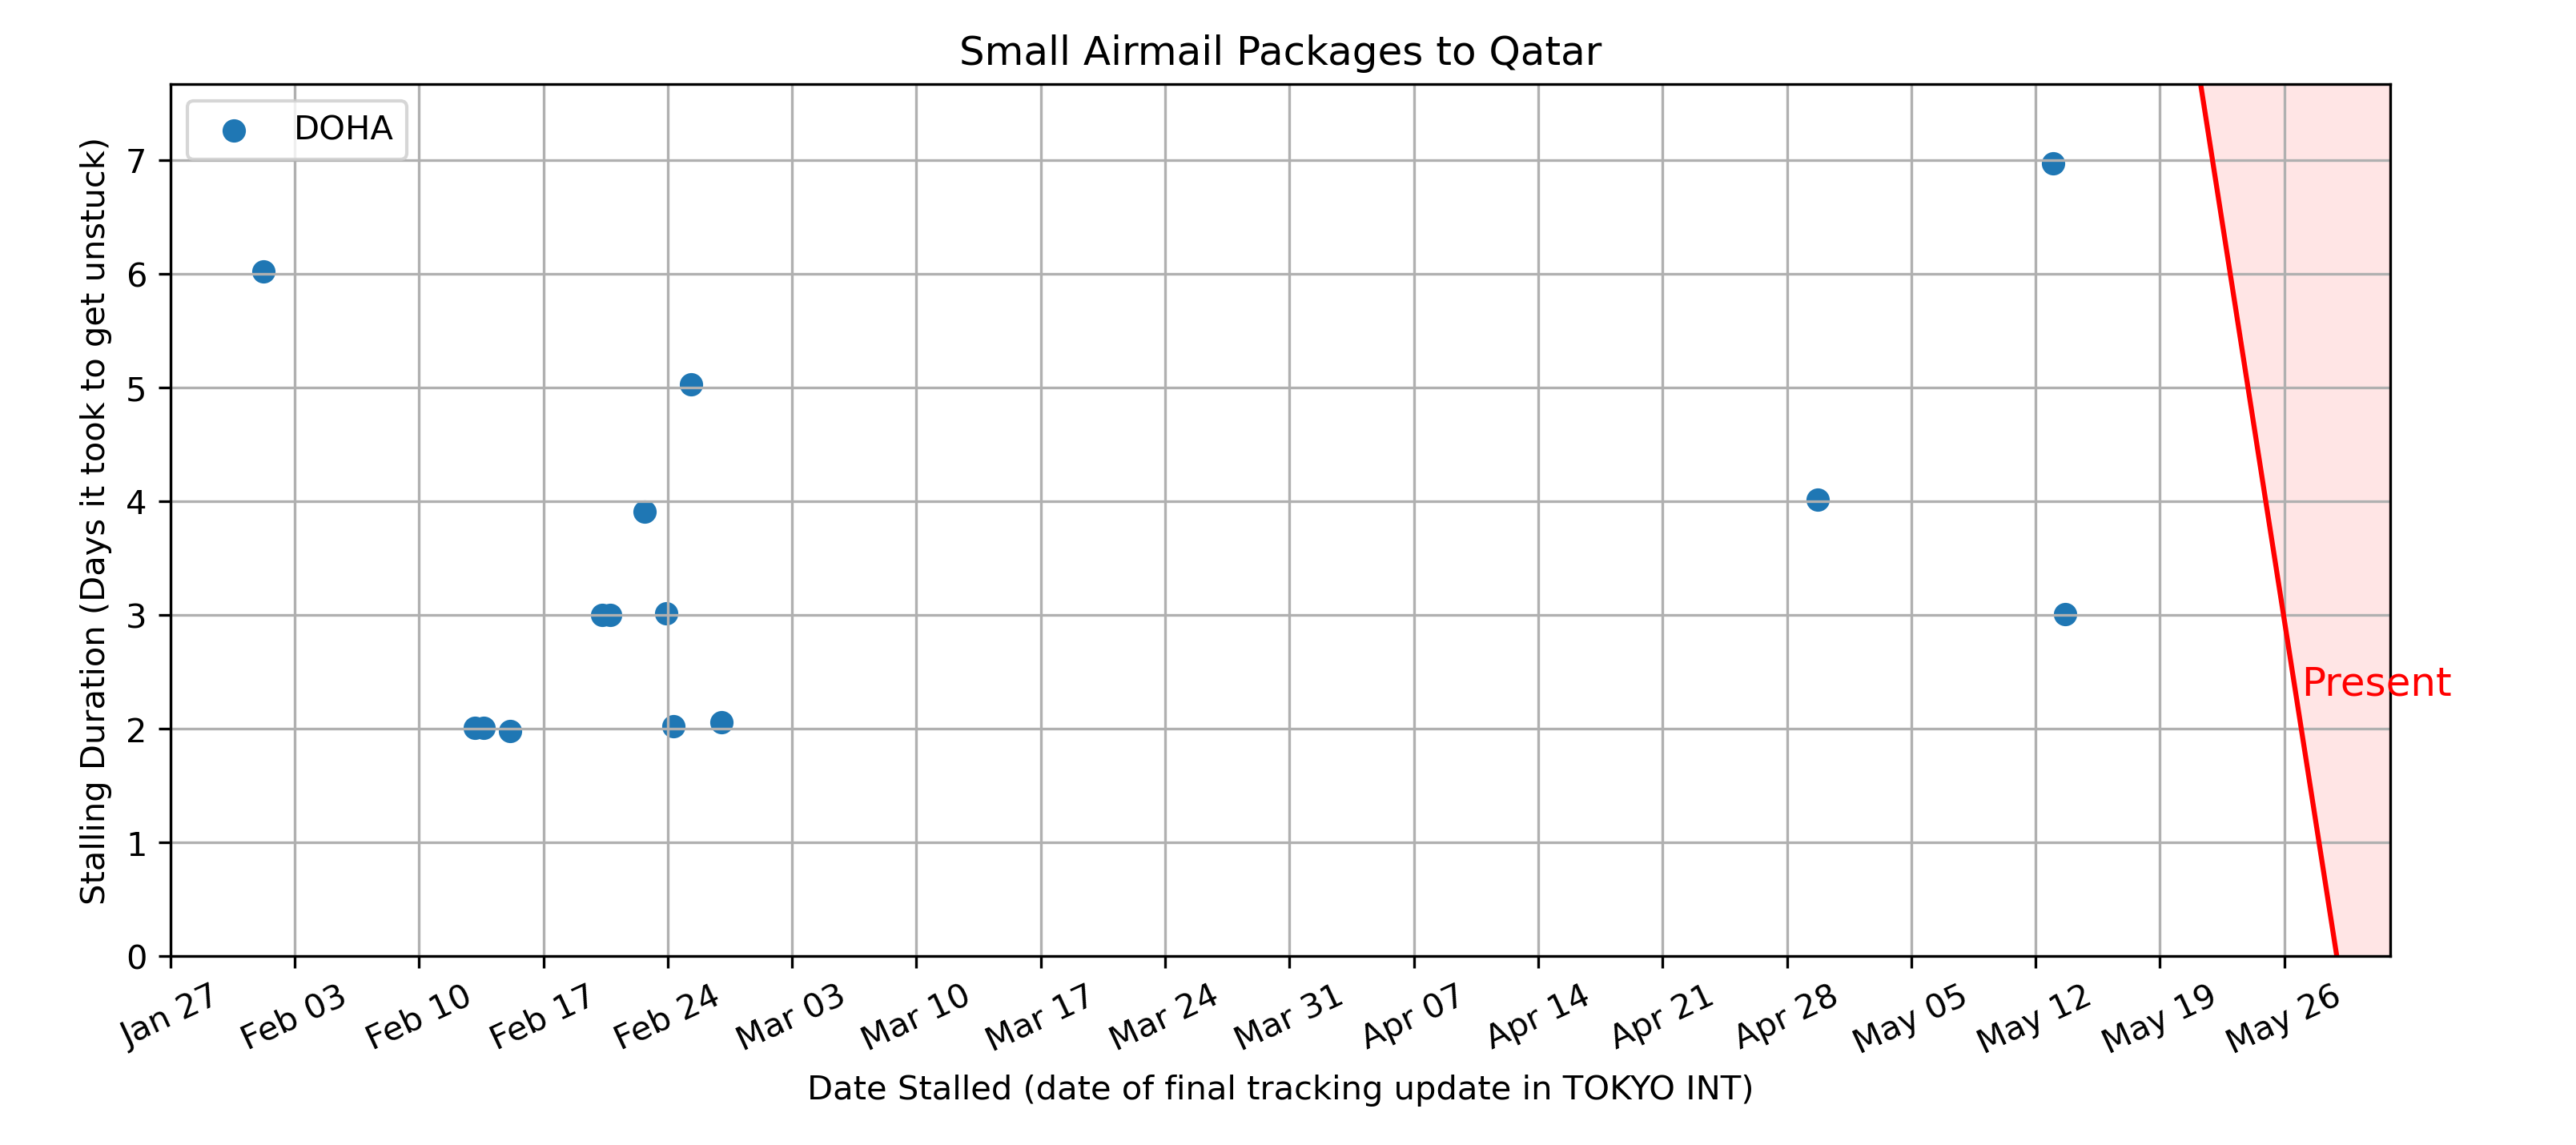 Small Airmail Packages to Qatar
DOHA
Stalling Duration (Days it took to get unstuck)
7
6
5
4
3
2
1
0
Present
Jan 27 Feb 03 Feb 10 Feb 17 Feb 24 Mar 03 Mar 10 Mar 17 Mar 24 Mar 31 Apr 07 Apr 14 Apr 21 Apr 28 May 05 May 12 May 19 May 26
Date Stalled (date of final tracking update in TOKYO INT)